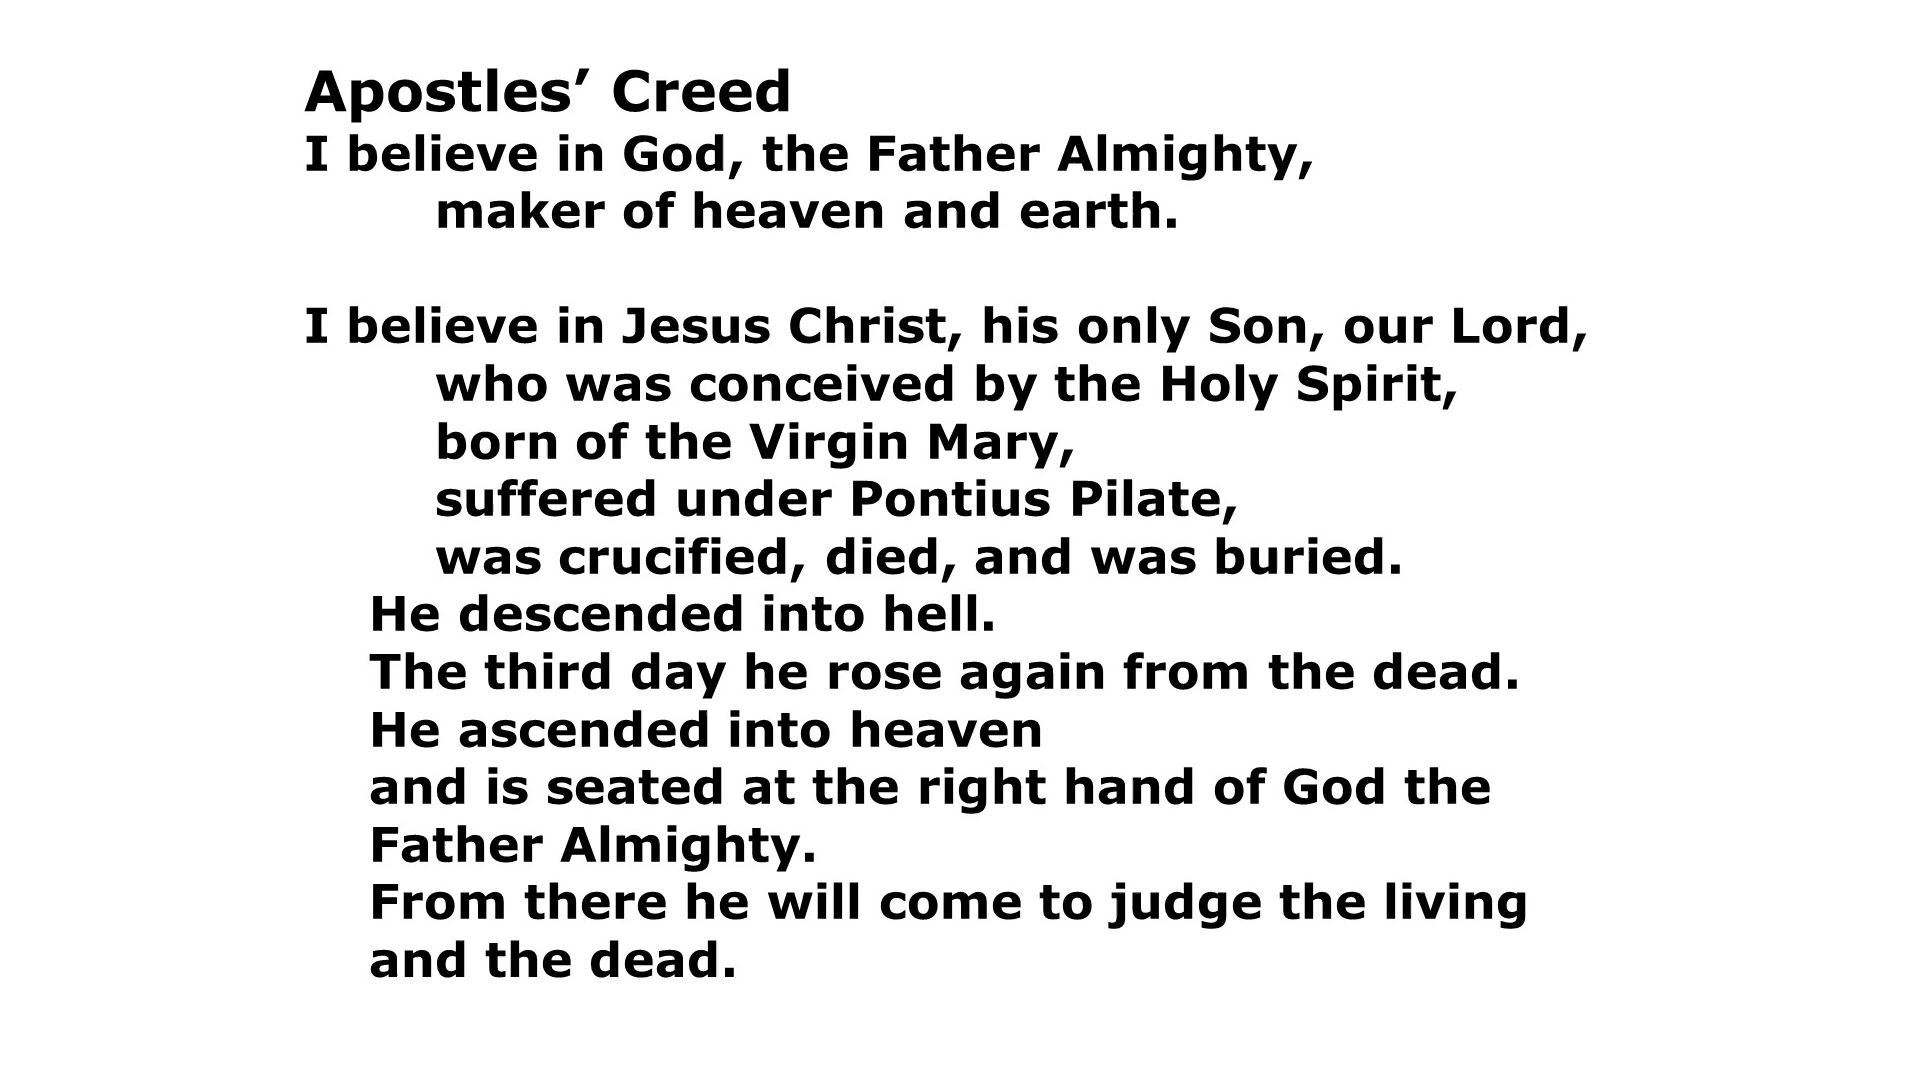 Apostles’ Creed
I believe in God, the Father Almighty,
maker of heaven and earth.
I believe in Jesus Christ, his only Son, our Lord,
who was conceived by the Holy Spirit,
born of the Virgin Mary,
suffered under Pontius Pilate,
was crucified, died, and was buried.
He descended into hell.
The third day he rose again from the dead.
He ascended into heaven
and is seated at the right hand of God the
Father Almighty.
From there he will come to judge the living
and the dead.